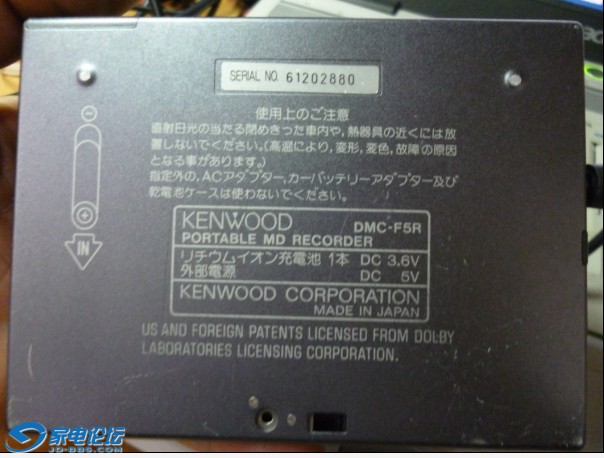 SERIAL NO. 61202880
使用上のご注意
直射日光の当たる閉めきった車内や, 熱器具の近くには放
置しないでください。(高温により, 変形, 変色, 故障の原因
となる事があります。)
指定外の, ACアダプター, カーバッテリーアダプター及び
乾電池ケースは使わないでください。
IN
KENWOOD DMC-F5R
PORTABLE MD RECORDER
リチウムイオン充電池 1本 DC 3.6V
外部電源 DC 5V
KENWOOD CORPORATION
MADE IN JAPAN
US AND FOREIGN PATENTS LICENSED FROM DOLBY
LABORATORIES LICENSING CORPORATION.
家电论坛
JD-BBS.COM